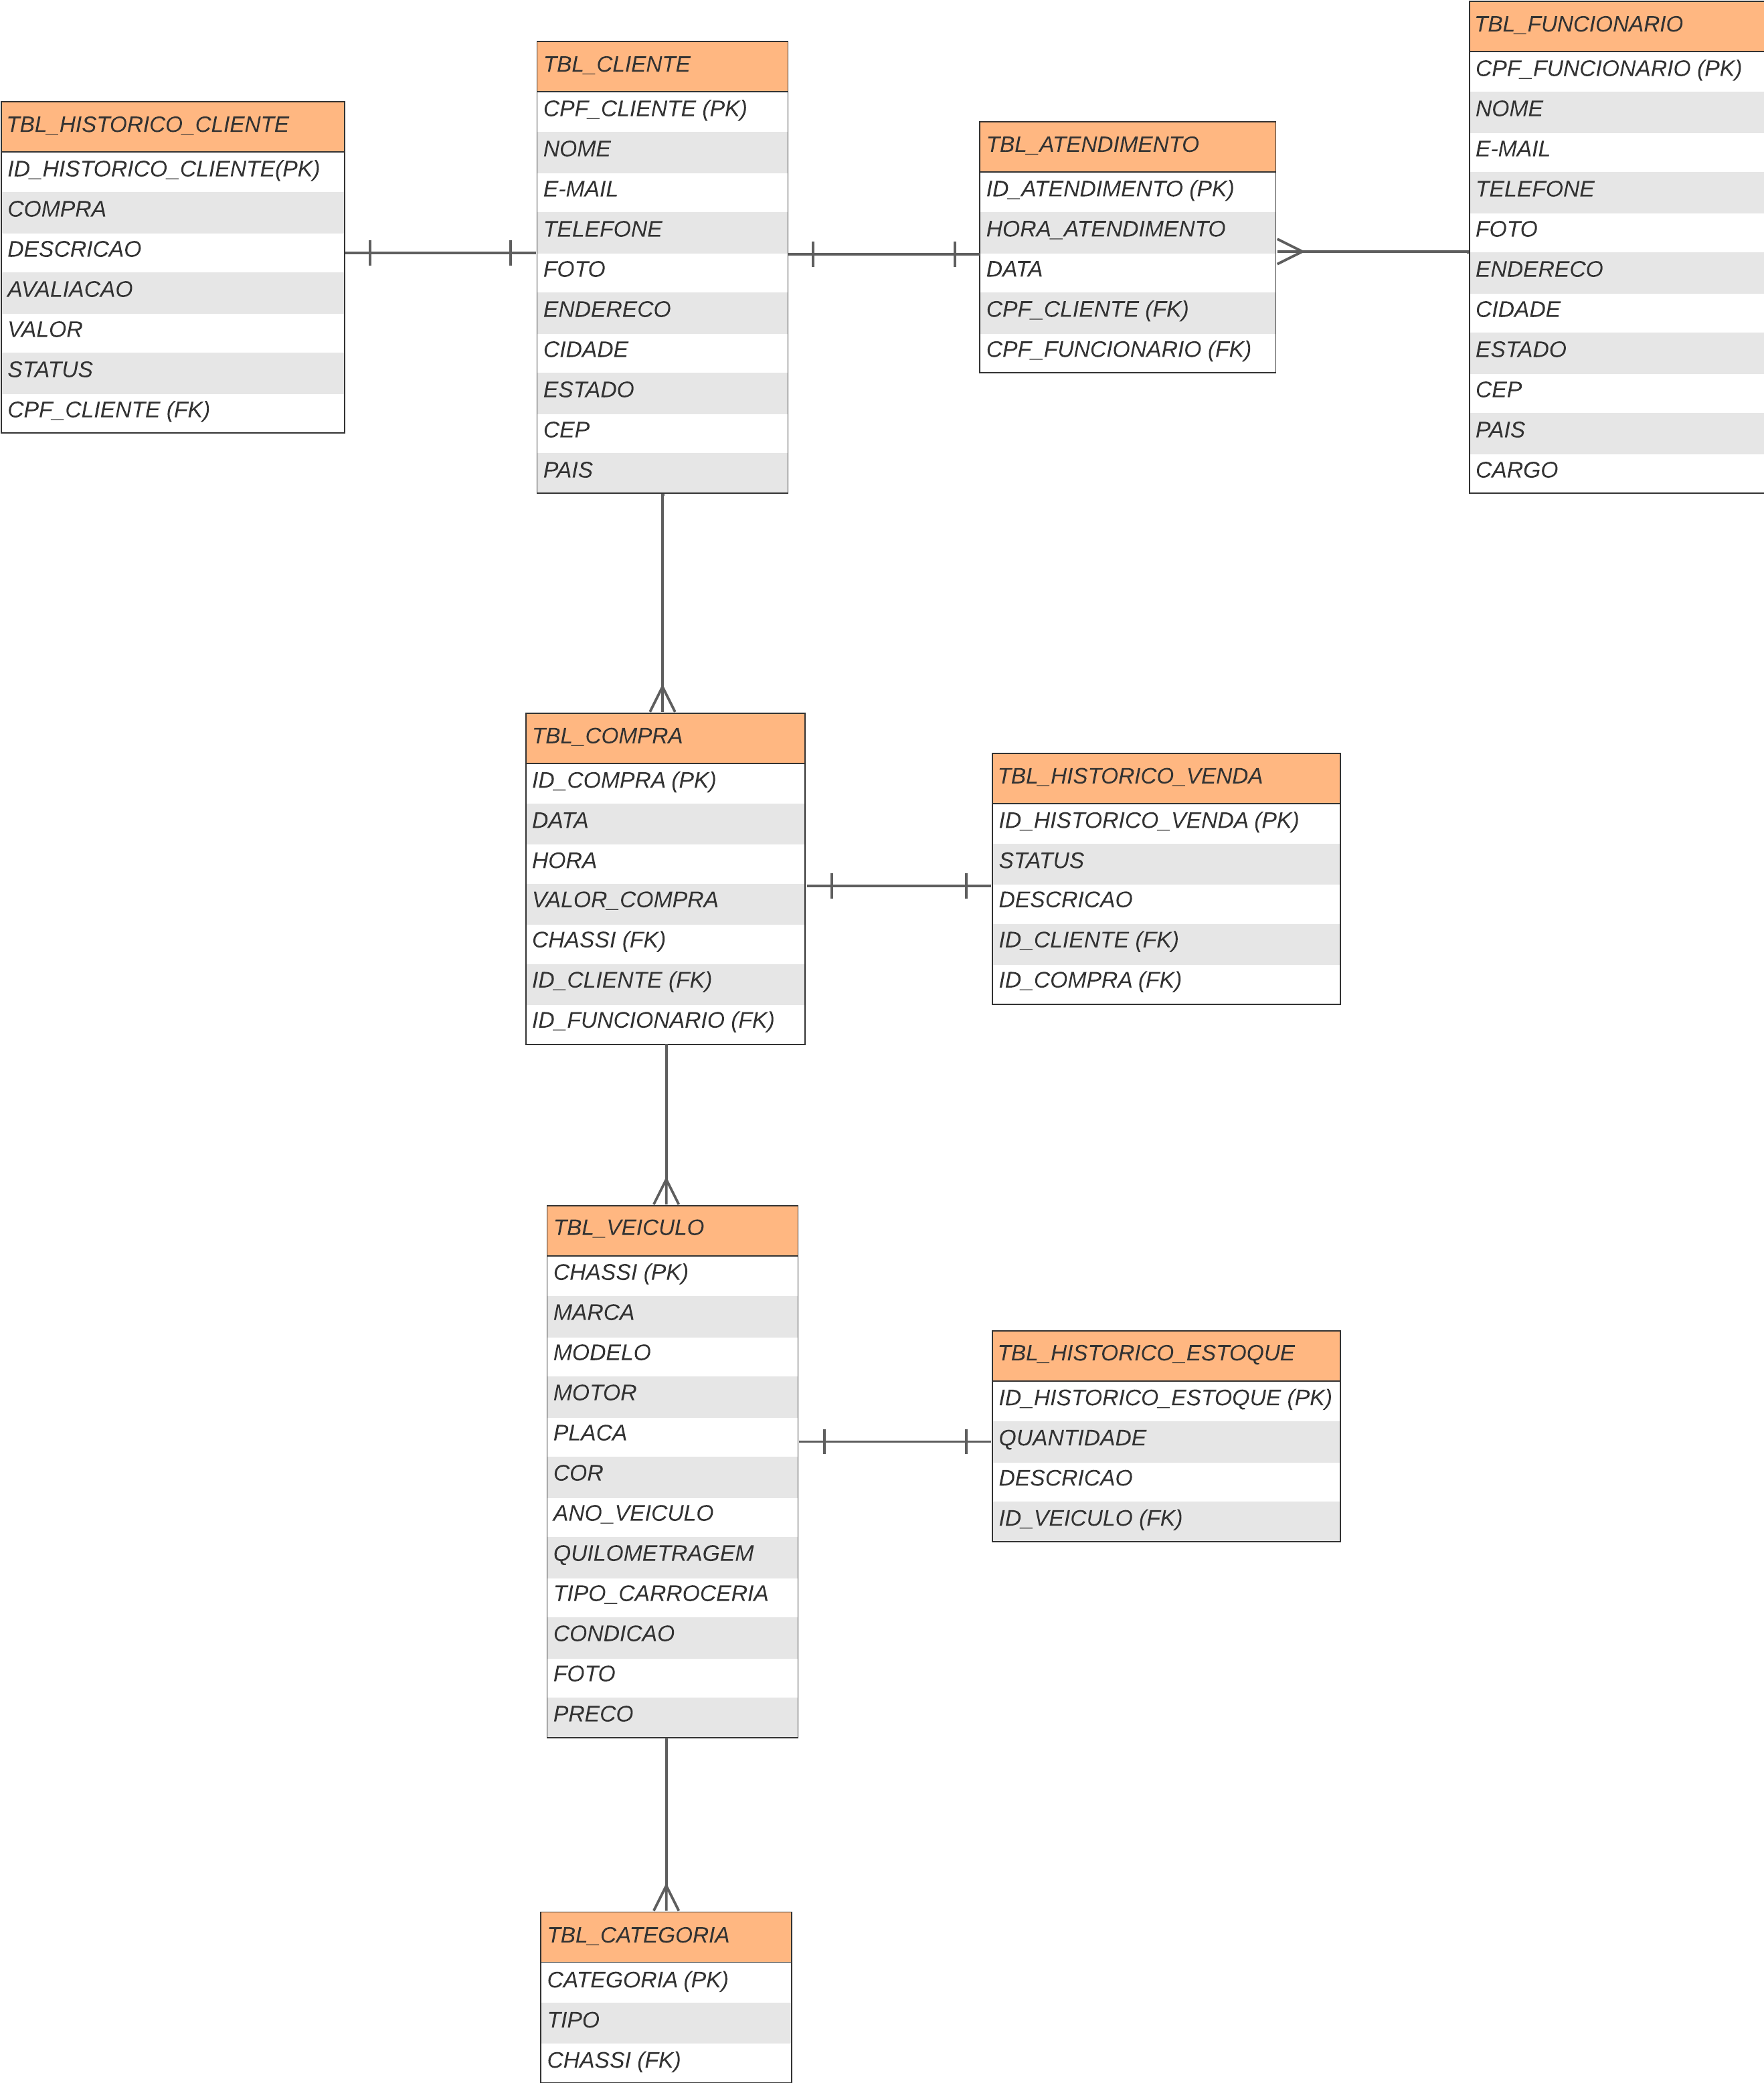 TBL_HISTORICO_CLIENTE
ID_HISTORICO_CLIENTE(PK)
COMPRA
DESCRICAO
AVALIACAO
VALOR
STATUS
CPF_CLIENTE (FK)
TBL_CLIENTE
CPF_CLIENTE (PK)
NOME
E-MAIL
TELEFONE
FOTO
ENDERECO
CIDADE
ESTADO
CEP
PAIS
TBL_ATENDIMENTO
ID_ATENDIMENTO (PK)
HORA_ATENDIMENTO
DATA
CPF_CLIENTE (FK)
CPF_FUNCIONARIO (FK)
TBL_FUNCIONARIO
CPF_FUNCIONARIO (PK)
NOME
E-MAIL
TELEFONE
FOTO
ENDERECO
CIDADE
ESTADO
CEP
PAIS
CARGO
TBL_COMPRA
ID_COMPRA (PK)
DATA
HORA
VALOR_COMPRA
CHASSI (FK)
ID_CLIENTE (FK)
ID_FUNCIONARIO (FK)
TBL_HISTORICO_VENDA
ID_HISTORICO_VENDA (PK)
STATUS
DESCRICAO
ID_CLIENTE (FK)
ID_COMPRA (FK)
TBL_VEICULO
CHASSI (PK)
MARCA
MODELO
MOTOR
PLACA
COR
ANO_VEICULO
QUILOMETRAGEM
TIPO_CARROCERIA
CONDICAO
FOTO
PRECO
TBL_HISTORICO_ESTOQUE
ID_HISTORICO_ESTOQUE (PK)
QUANTIDADE
DESCRICAO
ID_VEICULO (FK)
TBL_CATEGORIA
CATEGORIA (PK)
TIPO
CHASSI (FK)